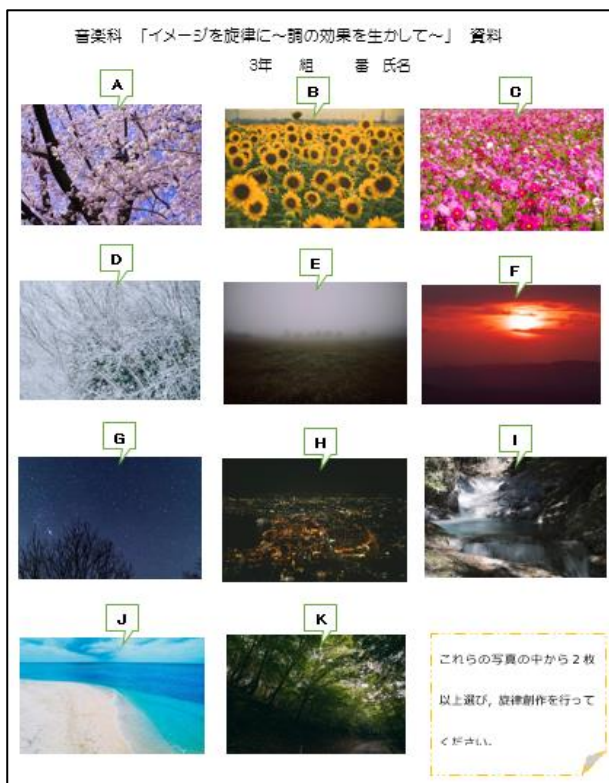 音楽科 「イメージを旋律に～調の効果を生かして～」 資料
3年 組 番 氏名
A
B
C
D
E
F
G
H
I
J
K
これらの写真の中から２枚
以上選び，旋律創作を行って
ください。